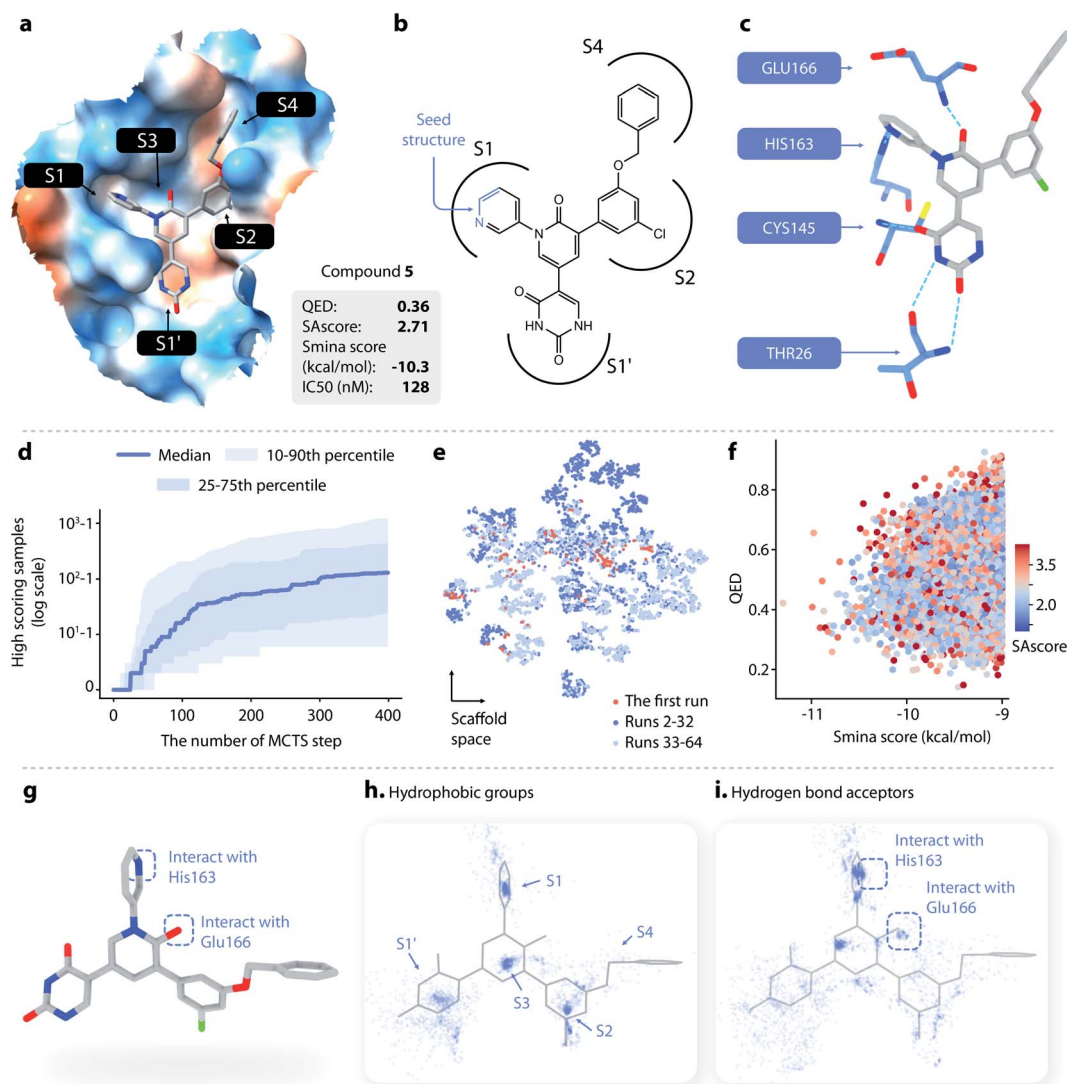 a
S4
S3
S1
S2
S1'
Compound 5
QED: 0.36
SAscore: 2.71
Smina score
(kcal/mol): -10.3
IC50 (nM): 128
b
S4
Seed
structure
S1
O
N
N
O
Cl
S2
O
HN
NH
O
S1'
c
GLU166
HIS163
CYS145
THR26
d
Median
10-90th percentile
25-75th percentile
High scoring samples
(log scale)
10³-1
10²-1
10¹-1
0
0 100 200 300 400
The number of MCTS step
e
Scaffold
space
The first run
Runs 2-32
Runs 33-64
f
QED
0.8
0.6
0.4
0.2
-11 -10 -9
Smina score (kcal/mol)
3.5
2.0
SAscore
g
Interact with
His163
Interact with
Glu166
h. Hydrophobic groups
S1
S1'
S4
S3
S2
i. Hydrogen bond acceptors
Interact with
His163
Interact with
Glu166